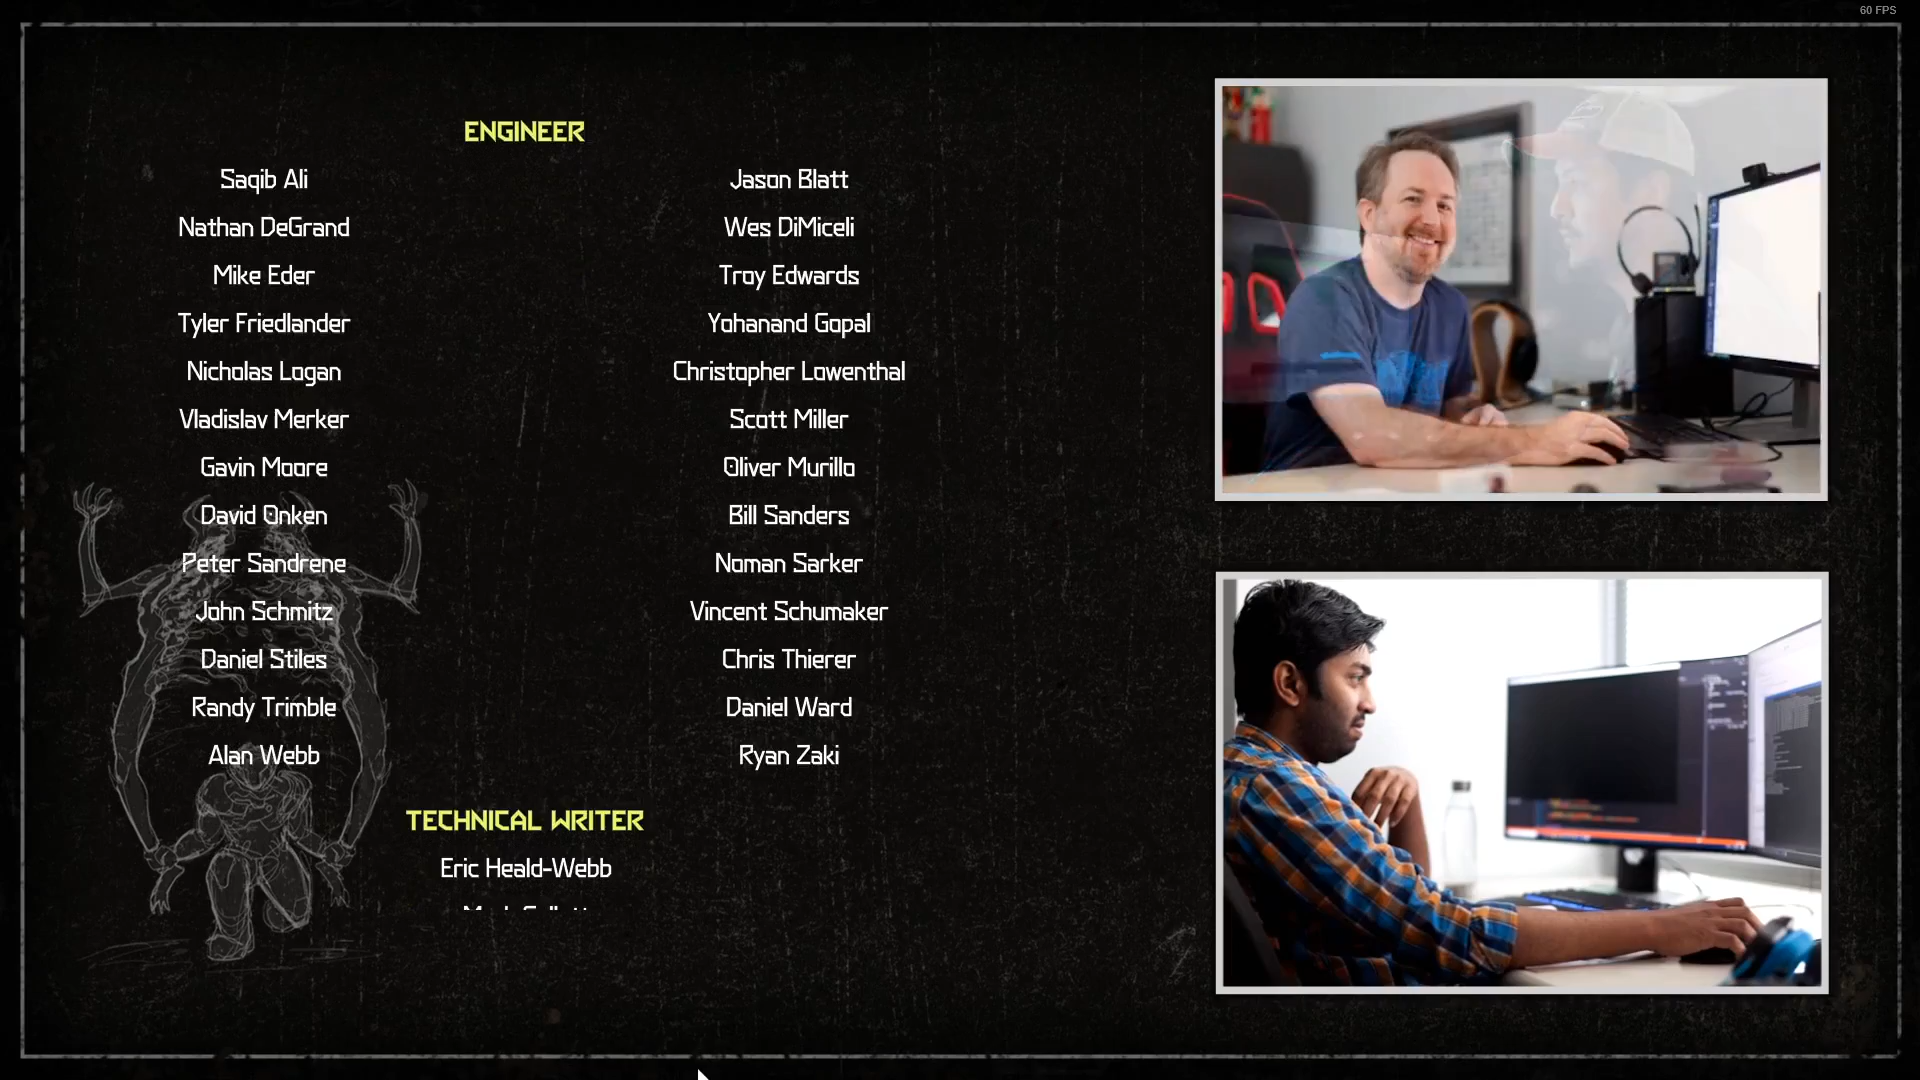 60 FPS
ENGINEER
Saqib Ali
Jason Blatt
Nathan DeGrand
Wes DiMiceli
Mike Eder
Troy Edwards
Tyler Friedlander
Yohanand Gopal
Nicholas Logan
Christopher Lowenthal
Vladislav Merker
Scott Miller
Gavin Moore
Oliver Murillo
David Onken
Bill Sanders
Peter Sandrene
Noman Sarker
John Schmitz
Vincent Schumaker
Daniel Stiles
Chris Thierer
Randy Trimble
Daniel Ward
Alan Webb
Ryan Zaki
TECHNICAL WRITER
Eric Heald-Webb